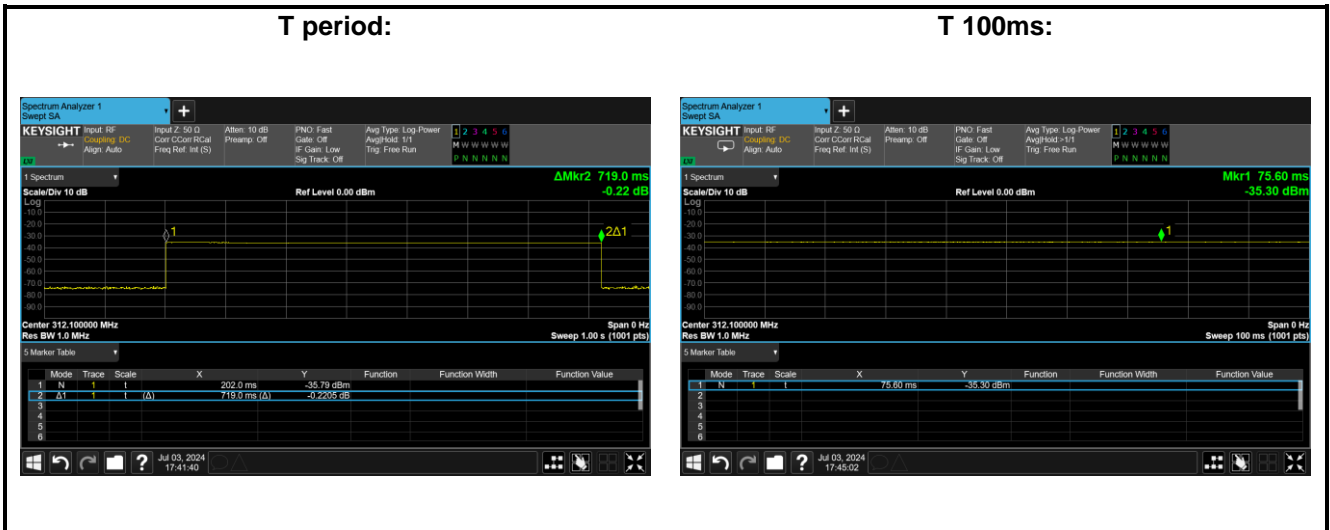 T period:
T 100ms:
Spectrum Analyzer 1
Swept SA
+
KEYSIGHT Input: RF Input Z: 50 Ω Atten: 10 dB PNO: Fast Avg Type: Log-Power 1 2 3 4 5 6
Coupling: DC Corr CCorr RCal Preamp: Off Gate: Off Avg|Hold: 1/1 M W W W W W
Align: Auto Freq Ref: Int (S) IF Gain: Low Trig: Free Run
Sig Track: Off P N N N N N
1 Spectrum ΔMkr2 719.0 ms
Scale/Div 10 dB Ref Level 0.00 dBm -0.22 dB
Log
-10.0
-20.0
-30.0
-40.0
-50.0
-60.0
-70.0
-80.0
-90.0
1
2Δ1
Center 312.100000 MHz Span 0 Hz
Res BW 1.0 MHz Sweep 1.00 s (1001 pts)
5 Marker Table
Mode Trace Scale X Y Function Function Width Function Value
1 N 1 t 202.0 ms -35.79 dBm
2 Δ1 1 t (Δ) 719.0 ms (Δ) -0.2205 dB
3
4
5
6
? Jul 03, 2024
17:41:40
Spectrum Analyzer 1
Swept SA
+
KEYSIGHT Input: RF Input Z: 50 Ω Atten: 10 dB PNO: Fast Avg Type: Log-Power 1 2 3 4 5 6
Coupling: DC Corr CCorr RCal Preamp: Off Gate: Off Avg|Hold:>1/1 M W W W W W
Align: Auto Freq Ref: Int (S) IF Gain: Low Trig: Free Run
Sig Track: Off P N N N N N
1 Spectrum Mkr1 75.60 ms
Scale/Div 10 dB Ref Level 0.00 dBm -35.30 dBm
Log
-10.0
-20.0
-30.0
-40.0
-50.0
-60.0
-70.0
-80.0
-90.0
1
Center 312.100000 MHz Span 0 Hz
Res BW 1.0 MHz Sweep 100 ms (1001 pts)
5 Marker Table
Mode Trace Scale X Y Function Function Width Function Value
1 N 1 t 75.60 ms -35.30 dBm
2
3
4
5
6
? Jul 03, 2024
17:45:02